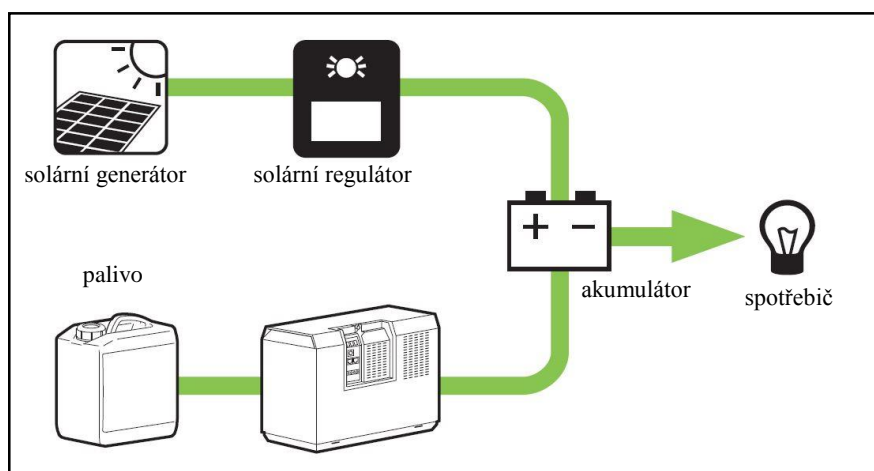 solární generátor
solární regulátor
palivo
akumulátor
spotřebič